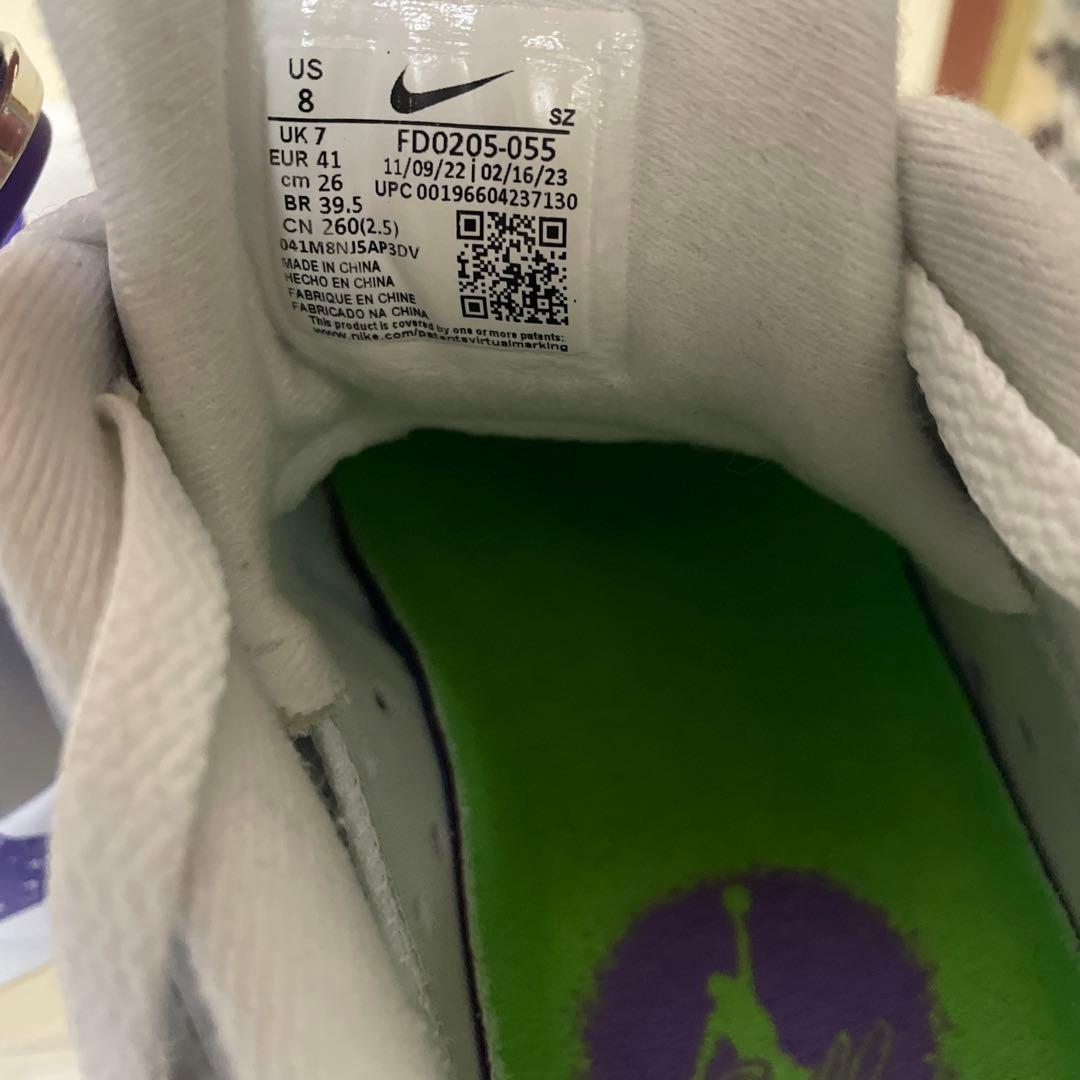 US
8
SZ
UK 7
FD0205-055
EUR 41
11/09/22 | 02/16/23
cm 26
UPC 00196604237130
BR 39.5
CN 260(2.5)
041M8NJ5AP3DV
MADE IN CHINA
HECHO EN CHINA
FABRIQUE EN CHINE
FABRICADO NA CHINA
This product is covered by one or more patents:
www.nike.com/patentsvirtualmarking